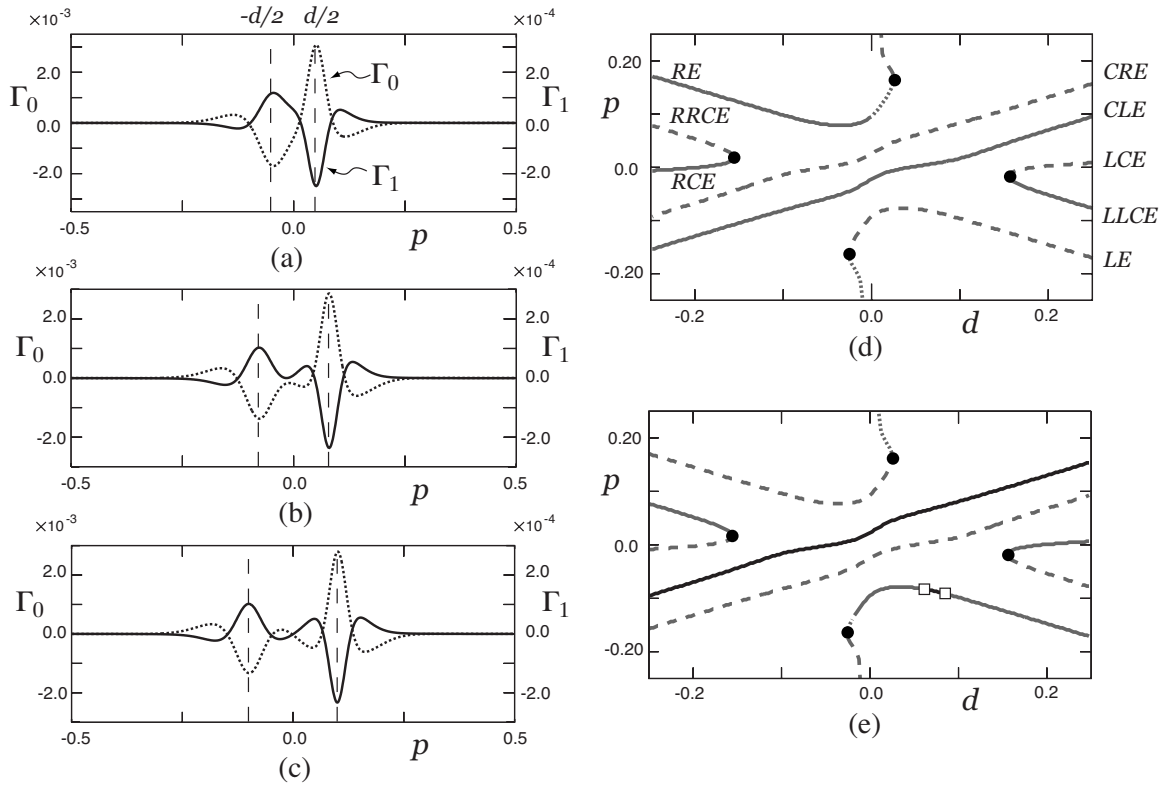 ×10⁻³ -d/2 d/2 ×10⁻⁴
Γ₀ Γ₁
2.0 0.0 -2.0
2.0 0.0 -2.0
Γ₀
Γ₁
-0.5 0.0 p 0.5
(a)
×10⁻³ ×10⁻⁴
Γ₀ Γ₁
2.0 0.0 -2.0
2.0 0.0 -2.0
-0.5 0.0 p 0.5
(b)
×10⁻³ ×10⁻⁴
Γ₀ Γ₁
2.0 0.0 -2.0
2.0 0.0 -2.0
-0.5 0.0 p 0.5
(c)
0.20
p
0.0
-0.20
RE
RRCE
RCE
CRE
CLE
LCE
LLCE
LE
-0.2 0.0 d 0.2
(d)
0.20
p
0.0
-0.20
-0.2 0.0 d 0.2
(e)